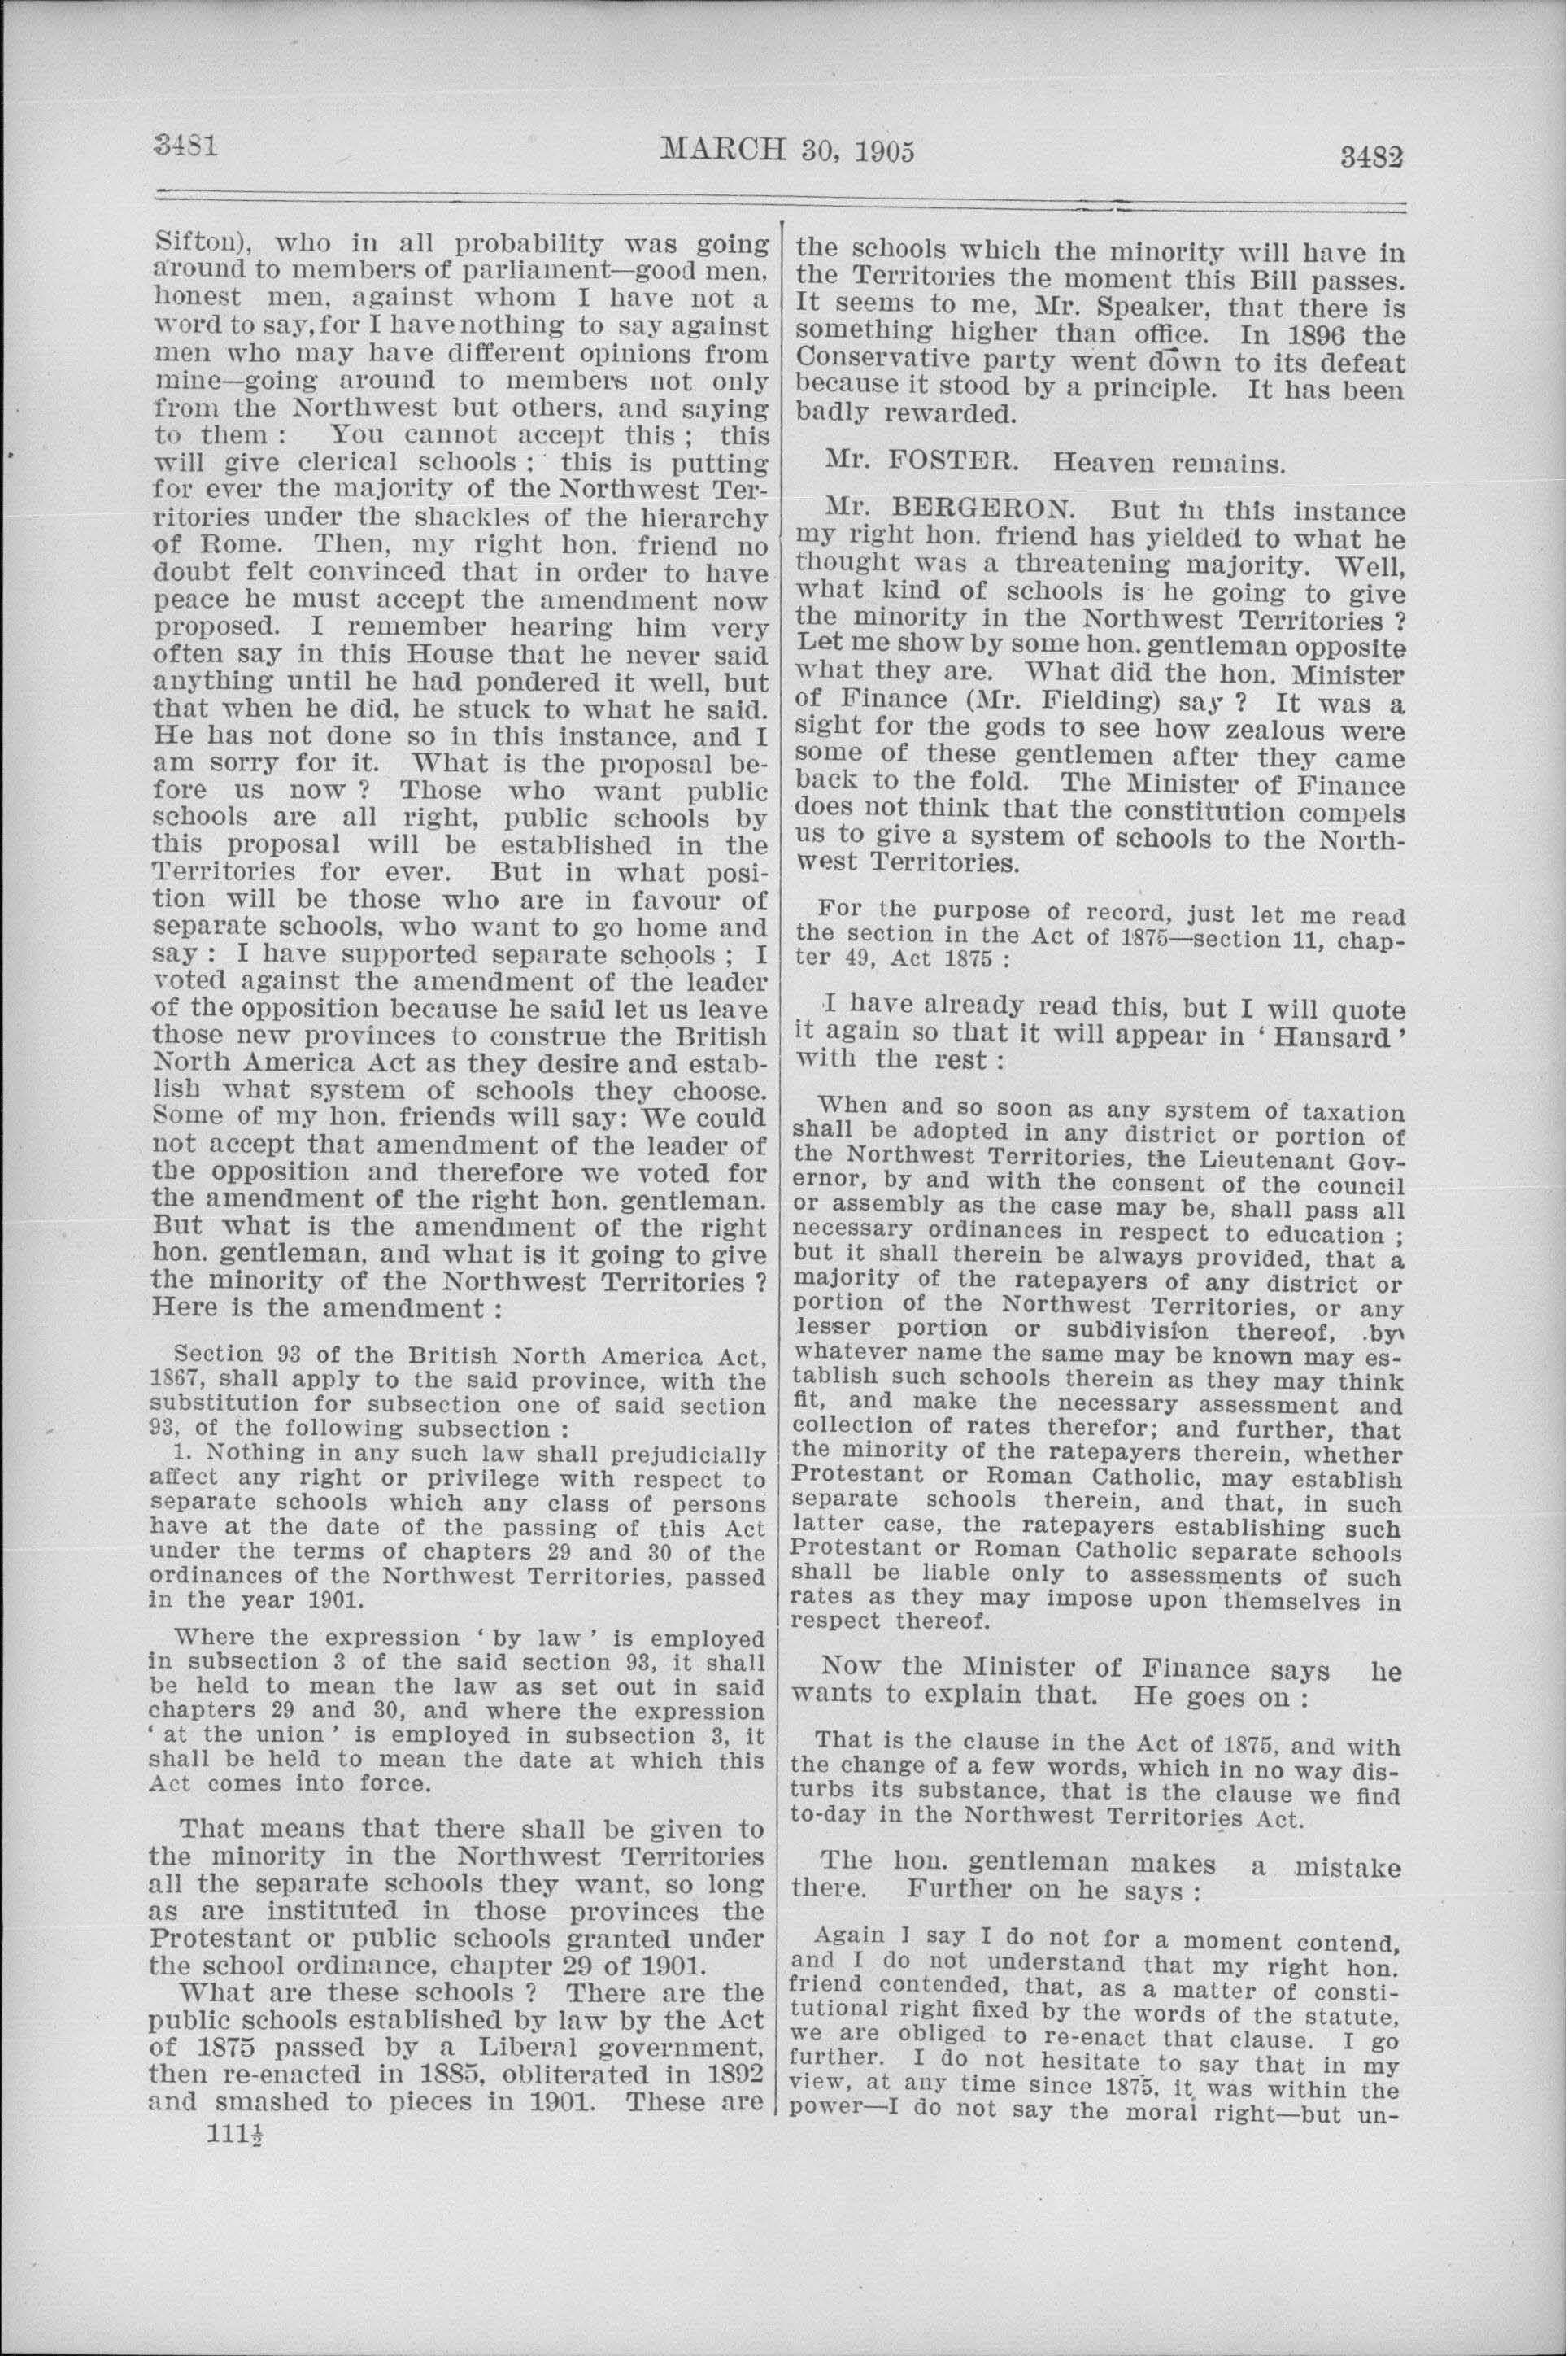 3481
MARCH 30, 1905
3482
Sifton), who in all probability was going
around to members of parliament—good men,
honest men, against whom I have not a
word to say, for I have nothing to say against
men who may have different opinions from
mine—going around to members not only
from the Northwest but others, and saying
to them : You cannot accept this ; this
will give clerical schools ; this is putting
for ever the majority of the Northwest Ter-
ritories under the shackles of the hierarchy
of Rome. Then, my right hon. friend no
doubt felt convinced that in order to have
peace he must accept the amendment now
proposed. I remember hearing him very
often say in this House that he never said
anything until he had pondered it well, but
that when he did, he stuck to what he said.
He has not done so in this instance, and I
am sorry for it. What is the proposal be-
fore us now ? Those who want public
schools are all right, public schools by
this proposal will be established in the
Territories for ever. But in what posi-
tion will be those who are in favour of
separate schools, who want to go home and
say : I have supported separate schools ; I
voted against the amendment of the leader
of the opposition because he said let us leave
those new provinces to construe the British
North America Act as they desire and estab-
lish what system of schools they choose.
Some of my hon. friends will say: We could
not accept that amendment of the leader of
the opposition and therefore we voted for
the amendment of the right hon. gentleman.
But what is the amendment of the right
hon. gentleman, and what is it going to give
the minority of the Northwest Territories ?
Here is the amendment :
Section 93 of the British North America Act,
1867, shall apply to the said province, with the
substitution for subsection one of said section
93, of the following subsection :
1. Nothing in any such law shall prejudicially
affect any right or privilege with respect to
separate schools which any class of persons
have at the date of the passing of this Act
under the terms of chapters 29 and 30 of the
ordinances of the Northwest Territories, passed
in the year 1901.
Where the expression ‘ by law ’ is employed
in subsection 3 of the said section 93, it shall
be held to mean the law as set out in said
chapters 29 and 30, and where the expression
‘ at the union ’ is employed in subsection 3, it
shall be held to mean the date at which this
Act comes into force.
That means that there shall be given to
the minority in the Northwest Territories
all the separate schools they want, so long
as are instituted in those provinces the
Protestant or public schools granted under
the school ordinance, chapter 29 of 1901.
What are these schools ? There are the
public schools established by law by the Act
of 1875 passed by a Liberal government,
then re-enacted in 1885, obliterated in 1892
and smashed to pieces in 1901. These are
111½
the schools which the minority will have in
the Territories the moment this Bill passes.
It seems to me, Mr. Speaker, that there is
something higher than office. In 1896 the
Conservative party went down to its defeat
because it stood by a principle. It has been
badly rewarded.
Mr. FOSTER. Heaven remains.
Mr. BERGERON. But in this instance
my right hon. friend has yielded to what he
thought was a threatening majority. Well,
what kind of schools is he going to give
the minority in the Northwest Territories ?
Let me show by some hon. gentleman opposite
what they are. What did the hon. Minister
of Finance (Mr. Fielding) say ? It was a
sight for the gods to see how zealous were
some of these gentlemen after they came
back to the fold. The Minister of Finance
does not think that the constitution compels
us to give a system of schools to the North-
west Territories.
For the purpose of record, just let me read
the section in the Act of 1875—section 11, chap-
ter 49, Act 1875 :
I have already read this, but I will quote
it again so that it will appear in ‘ Hansard ’
with the rest :
When and so soon as any system of taxation
shall be adopted in any district or portion of
the Northwest Territories, the Lieutenant Gov-
ernor, by and with the consent of the council
or assembly as the case may be, shall pass all
necessary ordinances in respect to education ;
but it shall therein be always provided, that a
majority of the ratepayers of any district or
portion of the Northwest Territories, or any
lesser portion or subdivision thereof, by
whatever name the same may be known may es-
tablish such schools therein as they may think
fit, and make the necessary assessment and
collection of rates therefor; and further, that
the minority of the ratepayers therein, whether
Protestant or Roman Catholic, may establish
separate schools therein, and that, in such
latter case, the ratepayers establishing such
Protestant or Roman Catholic separate schools
shall be liable only to assessments of such
rates as they may impose upon themselves in
respect thereof.
Now the Minister of Finance says he
wants to explain that. He goes on :
That is the clause in the Act of 1875, and with
the change of a few words, which in no way dis-
turbs its substance, that is the clause we find
to-day in the Northwest Territories Act.
The hon. gentleman makes a mistake
there. Further on he says :
Again I say I do not for a moment contend,
and I do not understand that my right hon.
friend contended, that, as a matter of consti-
tutional right fixed by the words of the statute,
we are obliged to re-enact that clause. I go
further. I do not hesitate to say that in my
view, at any time since 1875, it was within the
power—I do not say the moral right—but un-